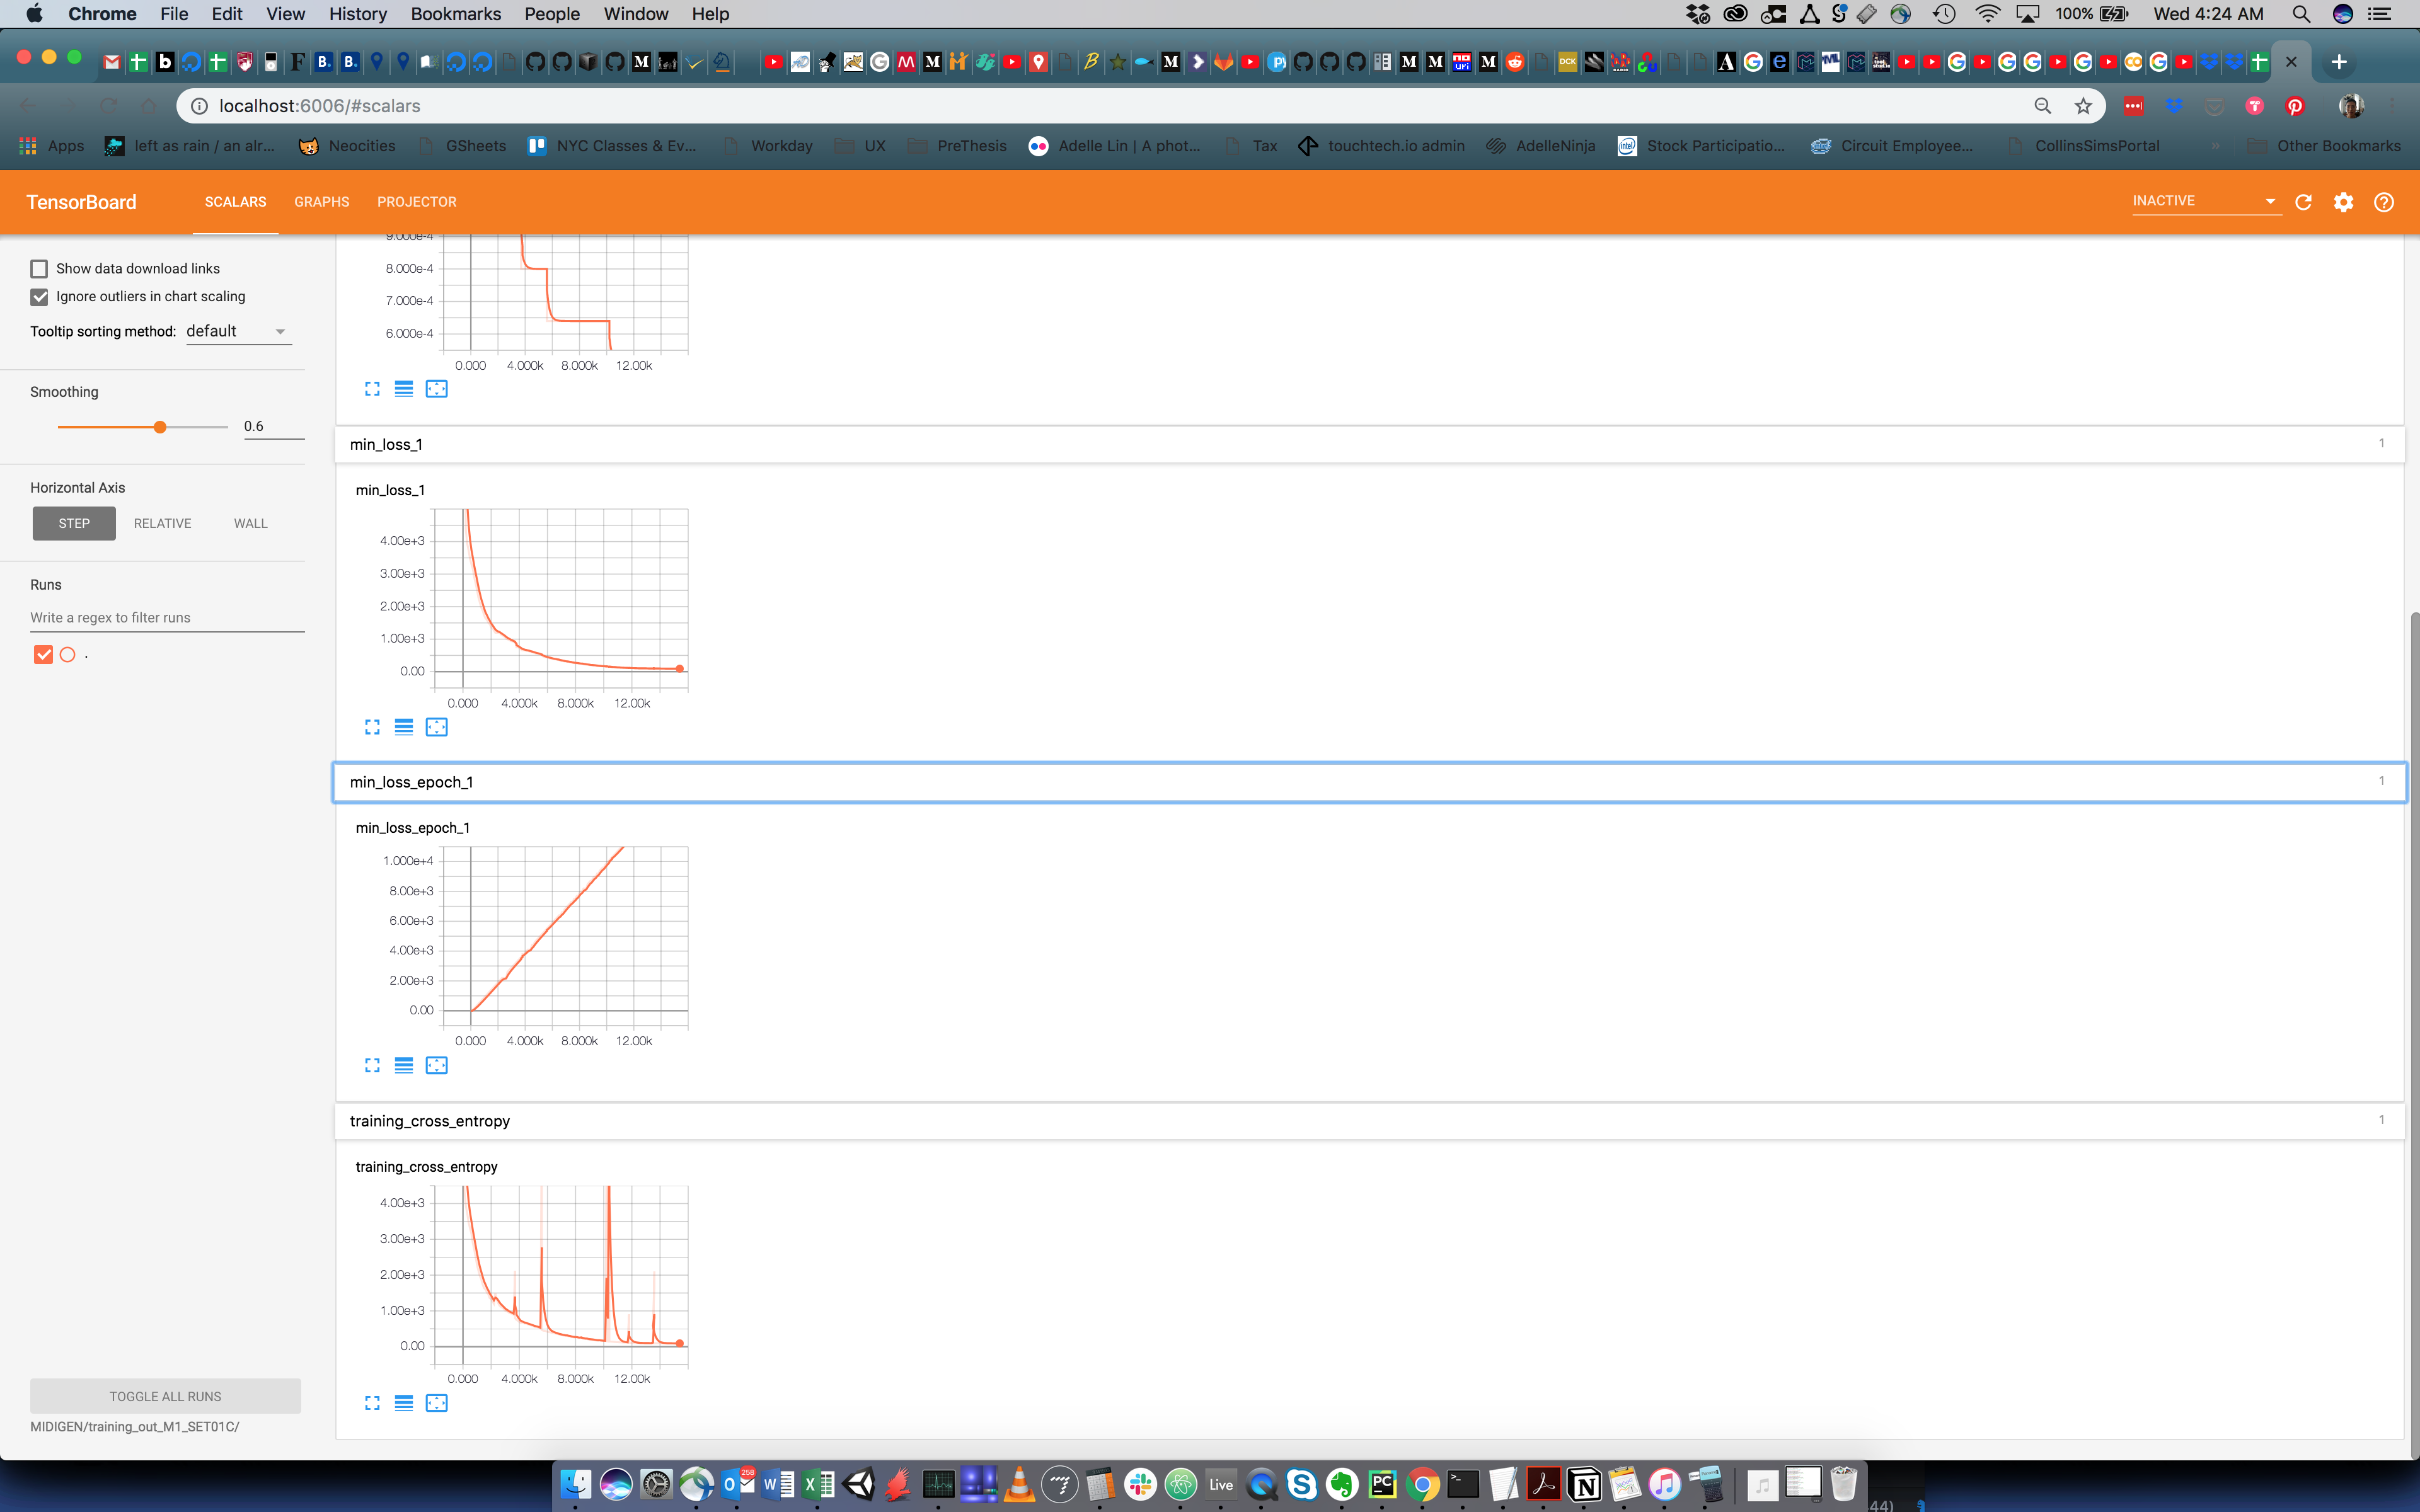 Chrome File Edit View History Bookmarks People Window Help 100% Wed 4:24 AM
localhost:6006/#scalars
Apps left as rain / an alr... Neocities GSheets NYC Classes & Ev... Workday UX PreThesis Adelle Lin | A phot... Tax touchtech.io admin AdelleNinja Stock Participatio... Circuit Employee... CollinsSimsPortal » Other Bookmarks
TensorBoard SCALARS GRAPHS PROJECTOR INACTIVE
Show data download links
Ignore outliers in chart scaling
Tooltip sorting method: default
Smoothing
0.6
Horizontal Axis
STEP RELATIVE WALL
Runs
Write a regex to filter runs
.
TOGGLE ALL RUNS
MIDIGEN/training_out_M1_SET01C/
9.000e-4
8.000e-4
7.000e-4
6.000e-4
0.000 4.000k 8.000k 12.00k
min_loss_1 1
min_loss_1
4.00e+3
3.00e+3
2.00e+3
1.00e+3
0.00
0.000 4.000k 8.000k 12.00k
min_loss_epoch_1 1
min_loss_epoch_1
1.000e+4
8.00e+3
6.00e+3
4.00e+3
2.00e+3
0.00
0.000 4.000k 8.000k 12.00k
training_cross_entropy 1
training_cross_entropy
4.00e+3
3.00e+3
2.00e+3
1.00e+3
0.00
0.000 4.000k 8.000k 12.00k
258
Live
PC
44)